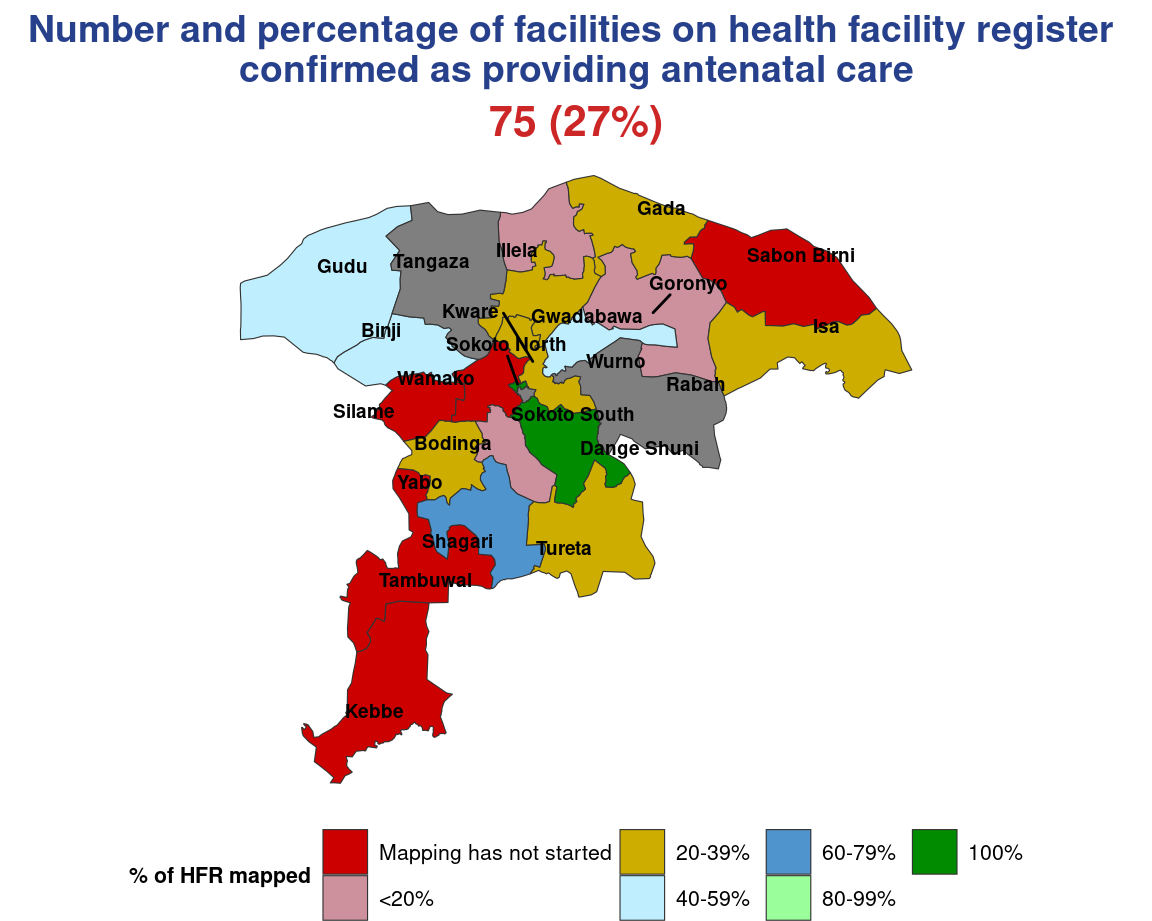 Number and percentage of facilities on health facility register
confirmed as providing antenatal care
75 (27%)
Gada
Illela
Sabon Birni
Gudu
Tangaza
Goronyo
Kware
Gwadabawa
Isa
Binji
Sokoto North
Wurno
Wamako
Rabah
Silame
Sokoto South
Bodinga
Dange Shuni
Yabo
Shagari
Tureta
Tambuwal
Kebbe
% of HFR mapped
Mapping has not started
<20%
20-39%
40-59%
60-79%
80-99%
100%